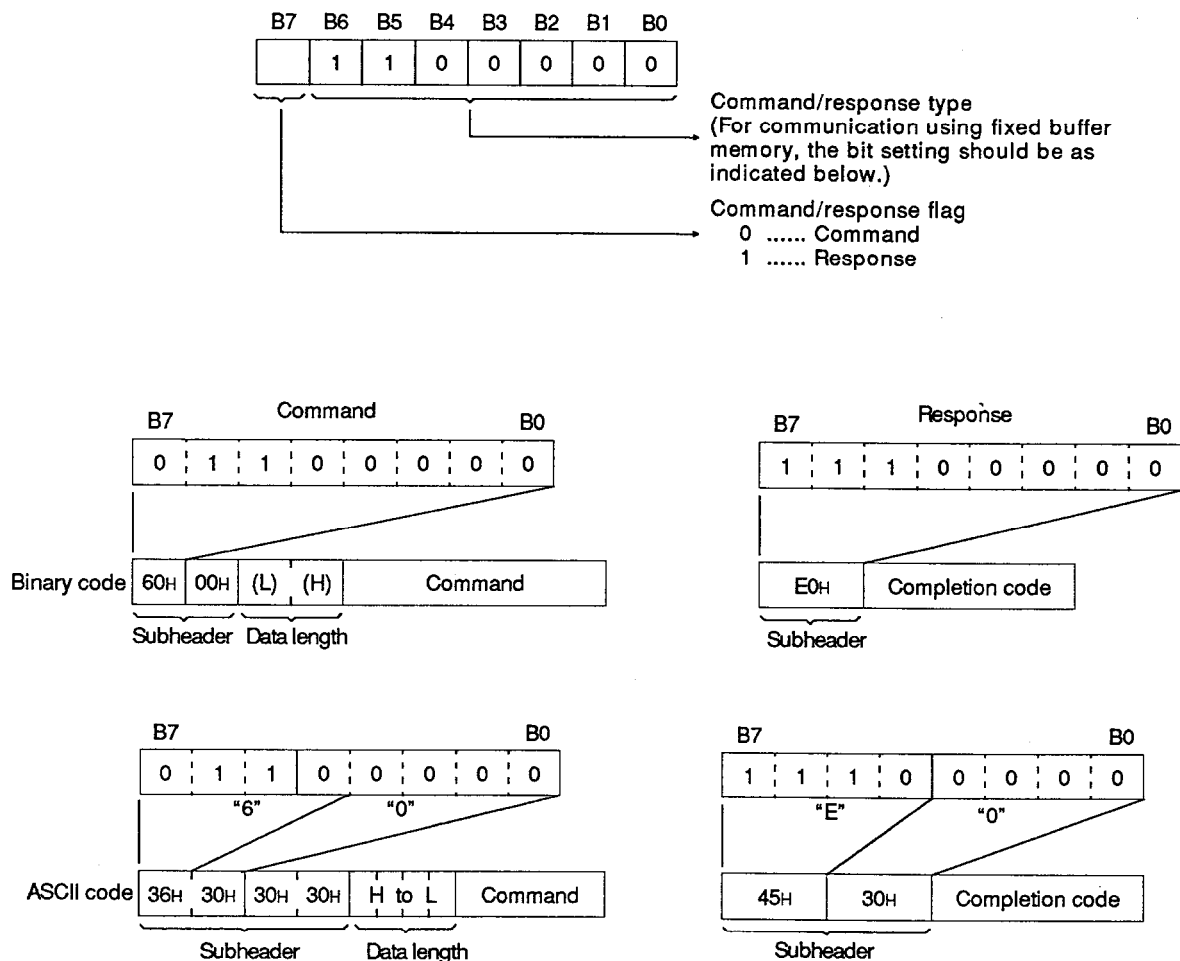 B7 B6 B5 B4 B3 B2 B1 B0
1 1 0 0 0 0 0
Command/response type
(For communication using fixed buffer
memory, the bit setting should be as
indicated below.)
Command/response flag
0 ...... Command
1 ...... Response
B7 Command B0
0 1 1 0 0 0 0 0
Binary code 60H 00H (L) (H) Command
Subheader Data length
B7 Response B0
1 1 1 0 0 0 0 0
E0H Completion code
Subheader
B7 B0
0 1 1 0 0 0 0 0
“6” “0”
ASCII code 36H 30H 30H 30H H to L Command
Subheader Data length
B7 B0
1 1 1 0 0 0 0 0
“E” “0”
45H 30H Completion code
Subheader